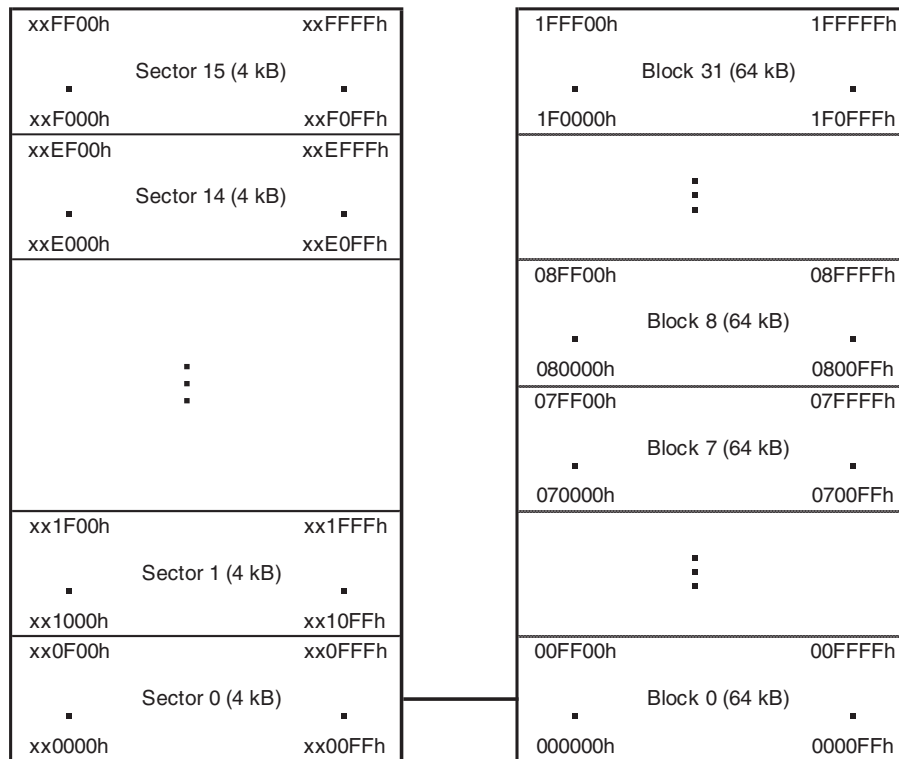 xxFF00h xxFFFFh
Sector 15 (4 kB)
xxF000h xxF0FFh
xxEF00h xxEFFFh
Sector 14 (4 kB)
xxE000h xxE0FFh
xx1F00h xx1FFFh
Sector 1 (4 kB)
xx1000h xx10FFh
xx0F00h xx0FFFh
Sector 0 (4 kB)
xx0000h xx00FFh
1FFF00h 1FFFFFh
Block 31 (64 kB)
1F0000h 1F0FFFh
08FF00h 08FFFFh
Block 8 (64 kB)
080000h 0800FFh
07FF00h 07FFFFh
Block 7 (64 kB)
070000h 0700FFh
00FF00h 00FFFFh
Block 0 (64 kB)
000000h 0000FFh